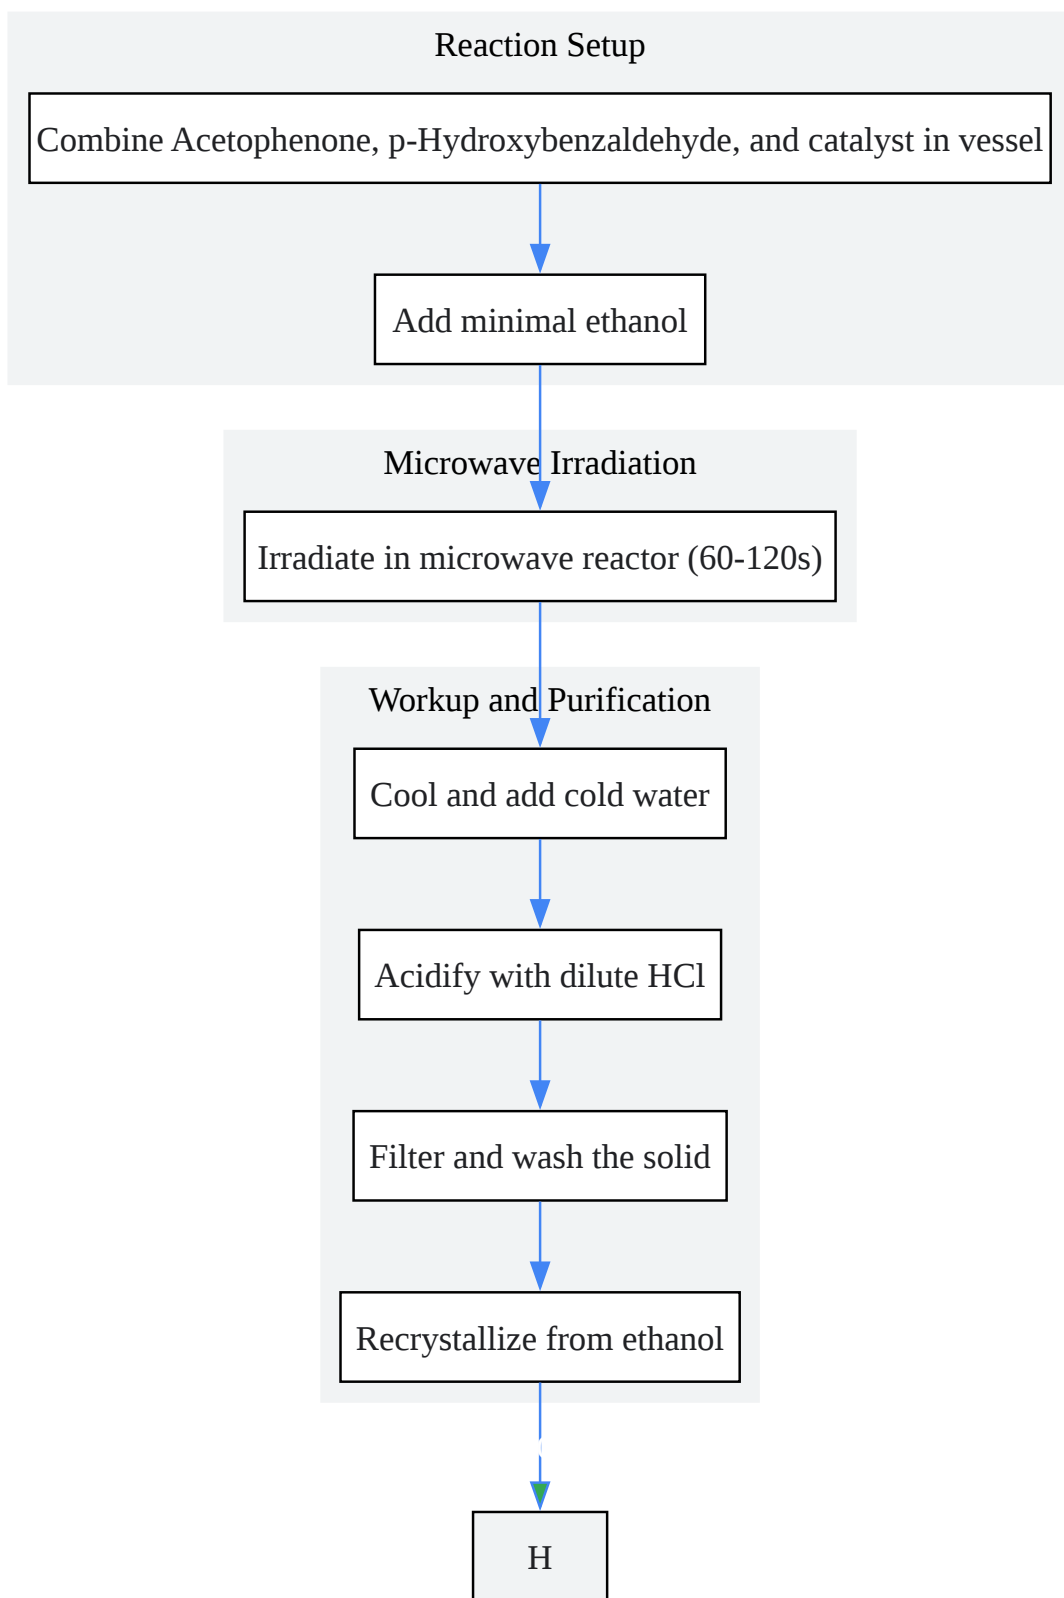 Reaction Setup
Combine Acetophenone, p-Hydroxybenzaldehyde, and catalyst in vessel
Add minimal ethanol
Microwave Irradiation
Irradiate in microwave reactor (60-120s)
Workup and Purification
Cool and add cold water
Acidify with dilute HCl
Filter and wash the solid
Recrystallize from ethanol
H